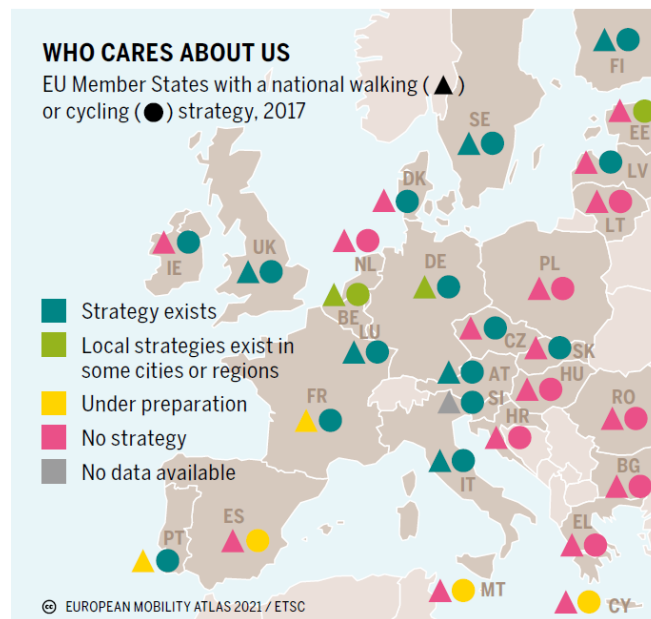 WHO CARES ABOUT US
EU Member States with a national walking (▲)
or cycling (●) strategy, 2017
FI
SE
EE
LV
DK
LT
IE
UK
NL
DE
PL
BE
LU
CZ
SK
AT
HU
SI
FR
RO
HR
BG
IT
ES
PT
EL
MT
CY
Strategy exists
Local strategies exist in
some cities or regions
Under preparation
No strategy
No data available
cc EUROPEAN MOBILITY ATLAS 2021 / ETSC